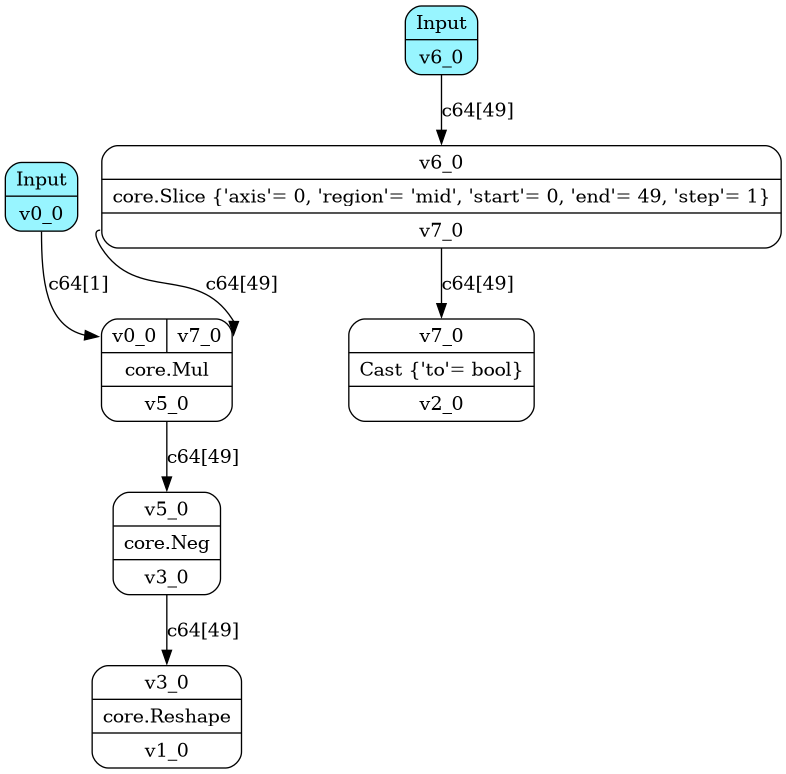 Input
v6_0
c64[49]
v6_0
core.Slice {'axis'= 0, 'region'= 'mid', 'start'= 0, 'end'= 49, 'step'= 1}
v7_0
Input
v0_0
c64[1]
c64[49]
c64[49]
v0_0 v7_0
core.Mul
v5_0
v7_0
Cast {'to'= bool}
v2_0
c64[49]
v5_0
core.Neg
v3_0
c64[49]
v3_0
core.Reshape
v1_0